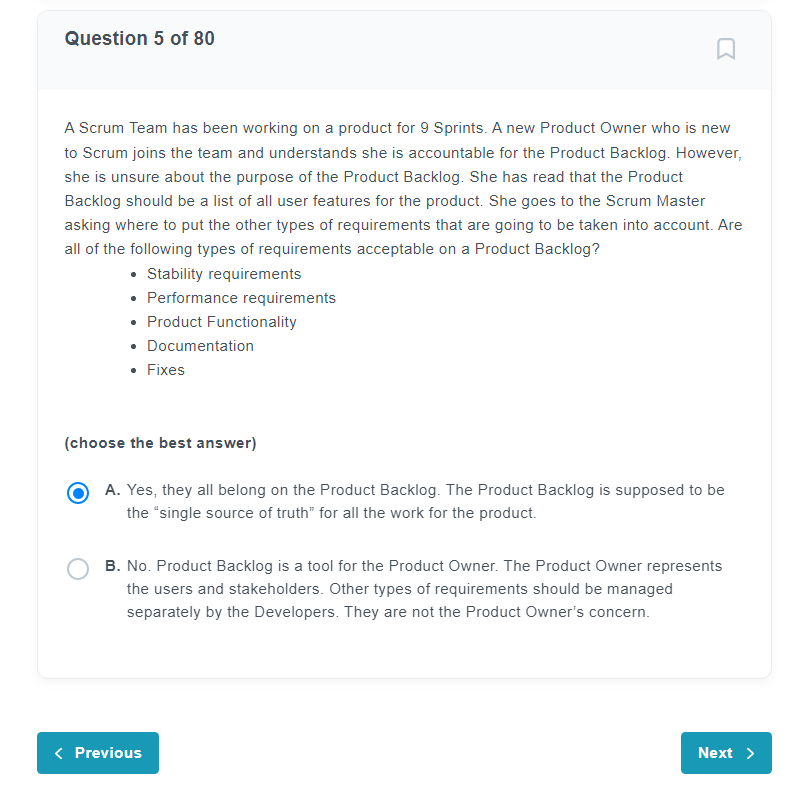 Question 5 of 80
A Scrum Team has been working on a product for 9 Sprints. A new Product Owner who is new
to Scrum joins the team and understands she is accountable for the Product Backlog. However,
she is unsure about the purpose of the Product Backlog. She has read that the Product
Backlog should be a list of all user features for the product. She goes to the Scrum Master
asking where to put the other types of requirements that are going to be taken into account. Are
all of the following types of requirements acceptable on a Product Backlog?
• Stability requirements
• Performance requirements
• Product Functionality
• Documentation
• Fixes
(choose the best answer)
A. Yes, they all belong on the Product Backlog. The Product Backlog is supposed to be
the “single source of truth” for all the work for the product.
B. No. Product Backlog is a tool for the Product Owner. The Product Owner represents
the users and stakeholders. Other types of requirements should be managed
separately by the Developers. They are not the Product Owner’s concern.
Previous
Next